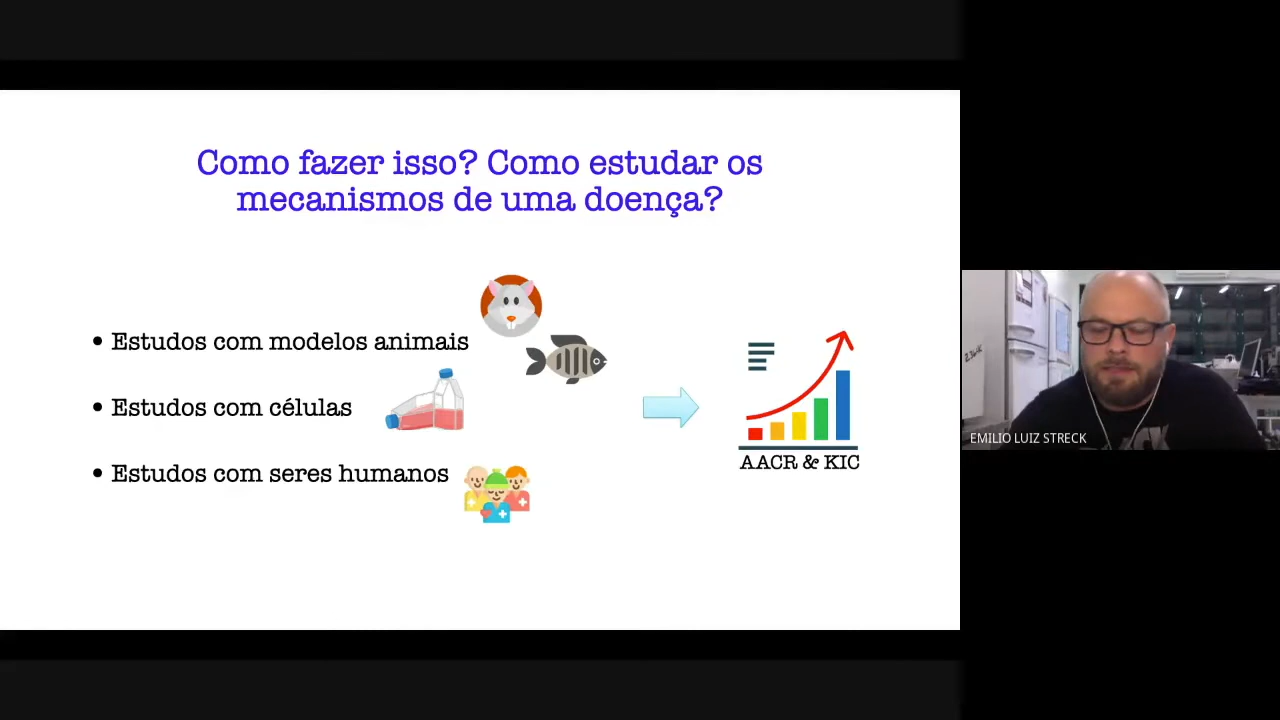 Como fazer isso? Como estudar os
mecanismos de uma doença?
• Estudos com modelos animais
• Estudos com células
• Estudos com seres humanos
AACR & KIC
EMILIO LUIZ STRECK